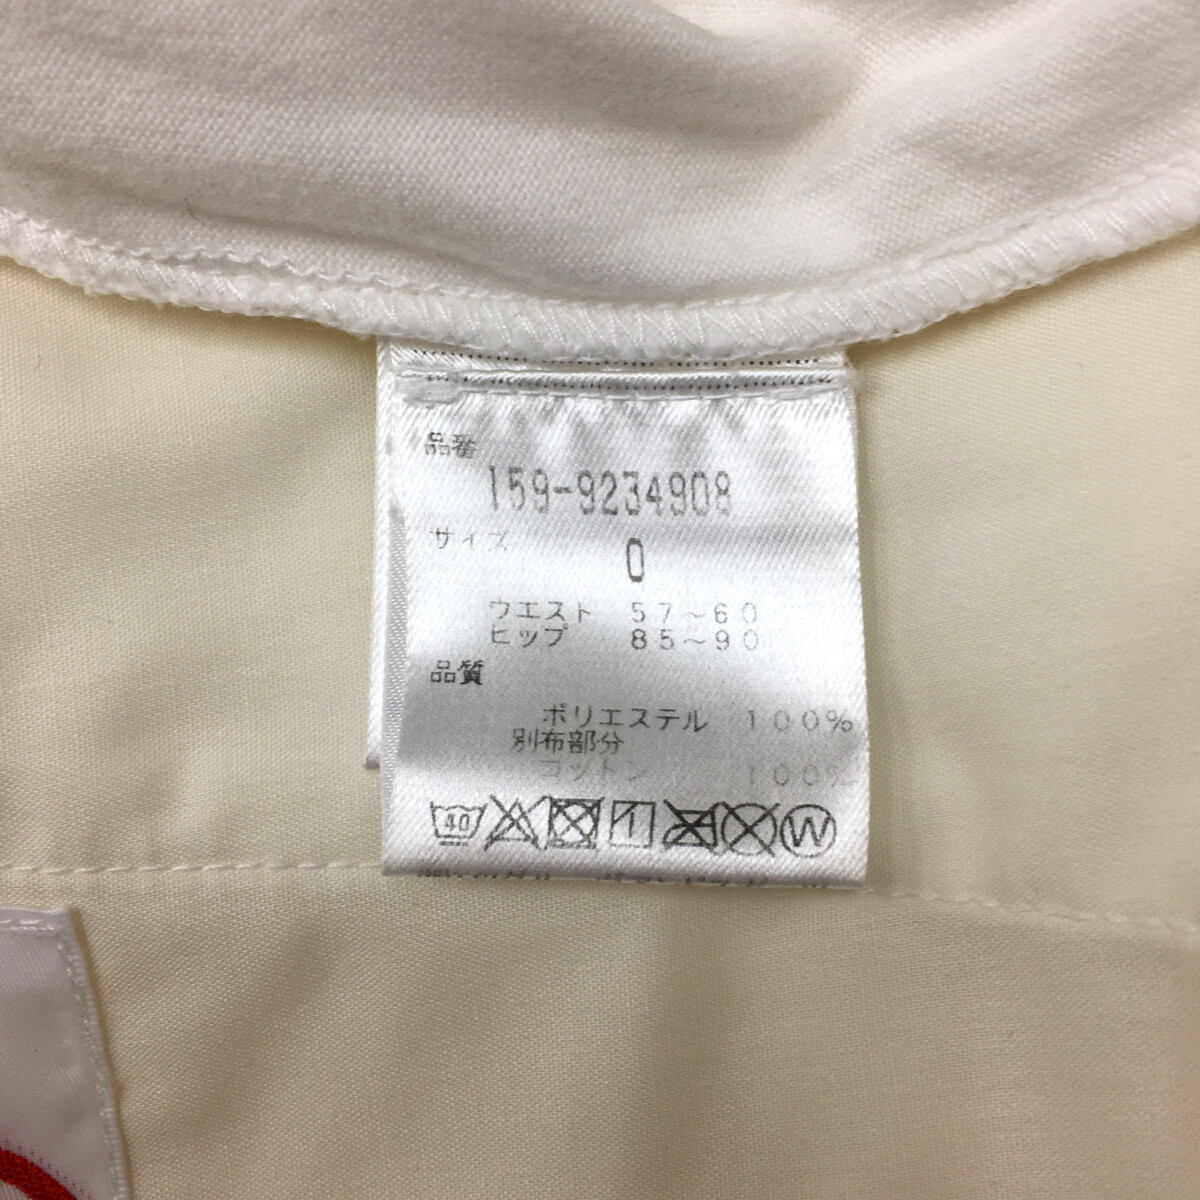 品番
159-9234908
サイズ 0
ウエスト 57～60
ヒップ 85～90
品質
ポリエステル 100%
別布部分
コットン 100%
40
W